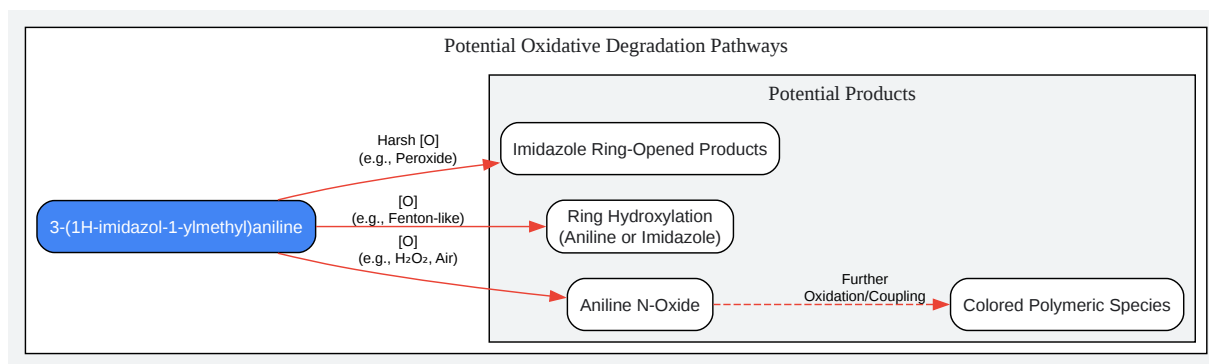 Potential Oxidative Degradation Pathways
Potential Products
Harsh [O]
(e.g., Peroxide)
Imidazole Ring-Opened Products
3-(1H-imidazol-1-ylmethyl)aniline
[O]
(e.g., Fenton-like)
Ring Hydroxylation
(Aniline or Imidazole)
[O]
(e.g., H₂O₂, Air)
Aniline N-Oxide
Further
Oxidation/Coupling
Colored Polymeric Species